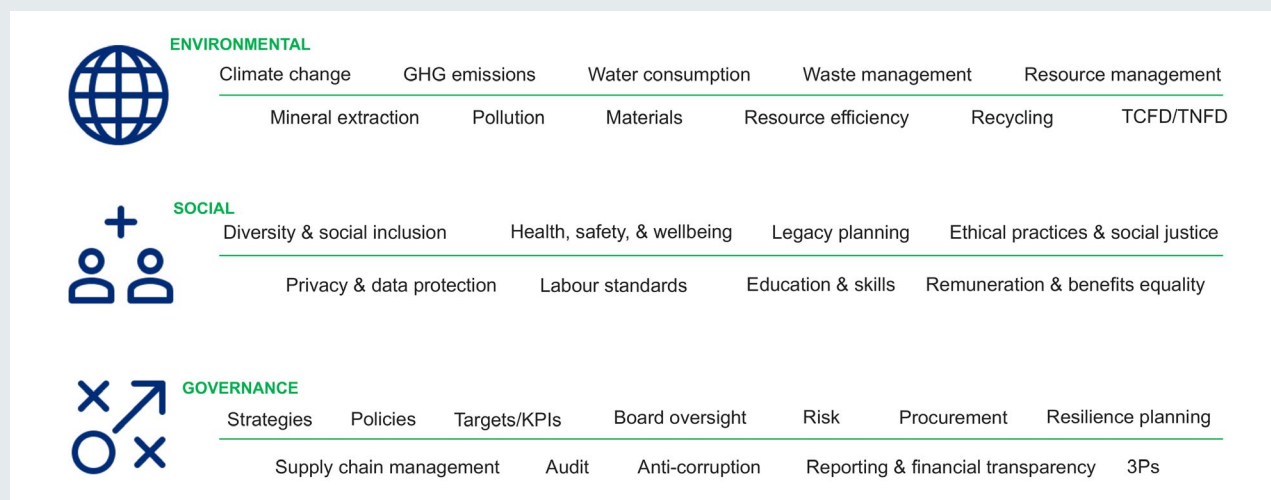 ENVIRONMENTAL
Climate change GHG emissions Water consumption Waste management Resource management
Mineral extraction Pollution Materials Resource efficiency Recycling TCFD/TNFD
SOCIAL
Diversity & social inclusion Health, safety, & wellbeing Legacy planning Ethical practices & social justice
Privacy & data protection Labour standards Education & skills Remuneration & benefits equality
GOVERNANCE
Strategies Policies Targets/KPIs Board oversight Risk Procurement Resilience planning
Supply chain management Audit Anti-corruption Reporting & financial transparency 3Ps